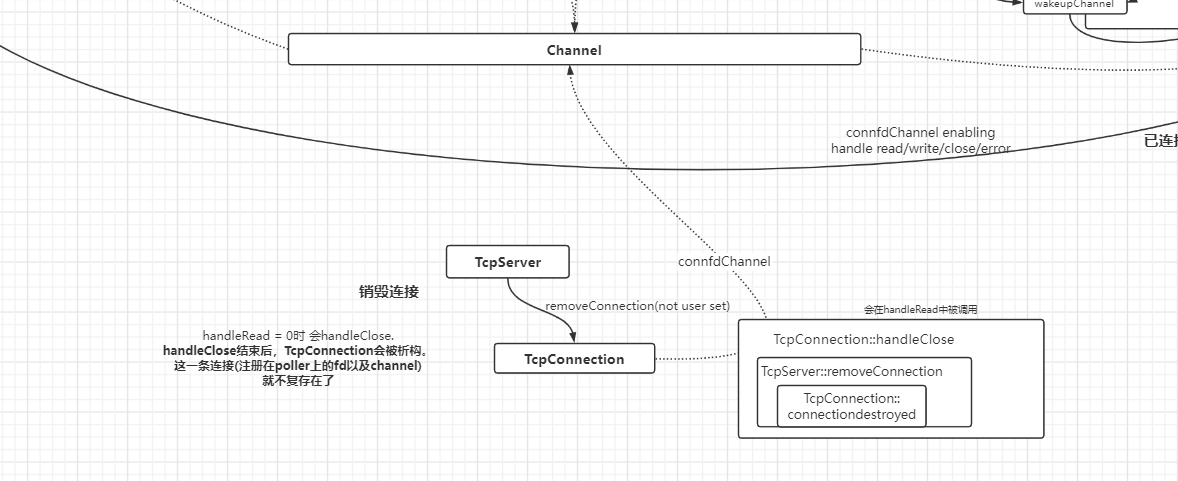 wakeupChannel
Channel
connfdChannel enabling
handle read/write/close/error
已连接
TcpServer
connfdChannel
销毁连接
removeConnection(not user set)
会在handleRead中被调用
handleRead = 0时 会handleClose.
handleClose结束后，TcpConnection会被析构。
这一条连接(注册在poller上的fd以及channel)
就不复存在了
TcpConnection
TcpConnection::handleClose
TcpServer::removeConnection
TcpConnection::
connectiondestroyed